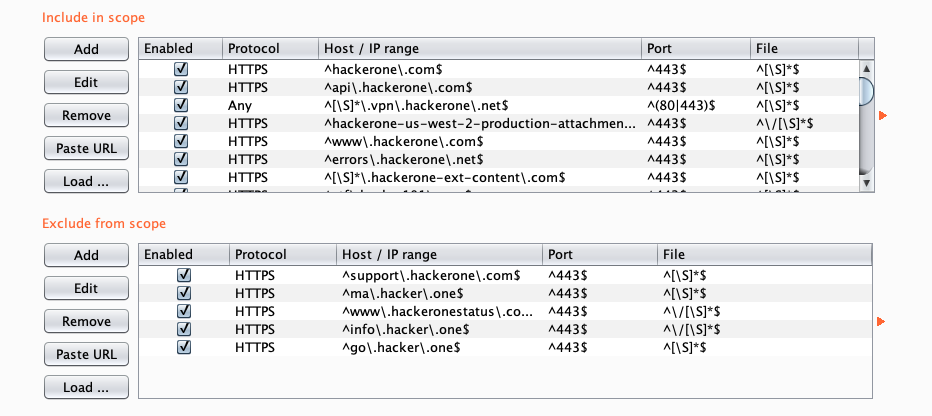 Include in scope
Add
Edit
Remove
Paste URL
Load ...
Enabled Protocol Host / IP range Port File
HTTPS ^hackerone\.com$ ^443$ ^[\S]*$
HTTPS ^api\.hackerone\.com$ ^443$ ^[\S]*$
Any ^[\S]*\.vpn\.hackerone\.net$ ^(80|443)$ ^[\S]*$
HTTPS ^hackerone-us-west-2-production-attachmen... ^443$ ^\/[\S]*$
HTTPS ^www\.hackerone\.com$ ^443$ ^[\S]*$
HTTPS ^errors\.hackerone\.net$ ^443$ ^[\S]*$
HTTPS ^[\S]*\.hackerone-ext-content\.com$ ^443$ ^[\S]*$
Exclude from scope
Add
Edit
Remove
Paste URL
Load ...
Enabled Protocol Host / IP range Port File
HTTPS ^support\.hackerone\.com$ ^443$ ^[\S]*$
HTTPS ^ma\.hacker\.one$ ^443$ ^[\S]*$
HTTPS ^www\.hackeronestatus\.co... ^443$ ^\/[\S]*$
HTTPS ^info\.hacker\.one$ ^443$ ^\/[\S]*$
HTTPS ^go\.hacker\.one$ ^443$ ^[\S]*$